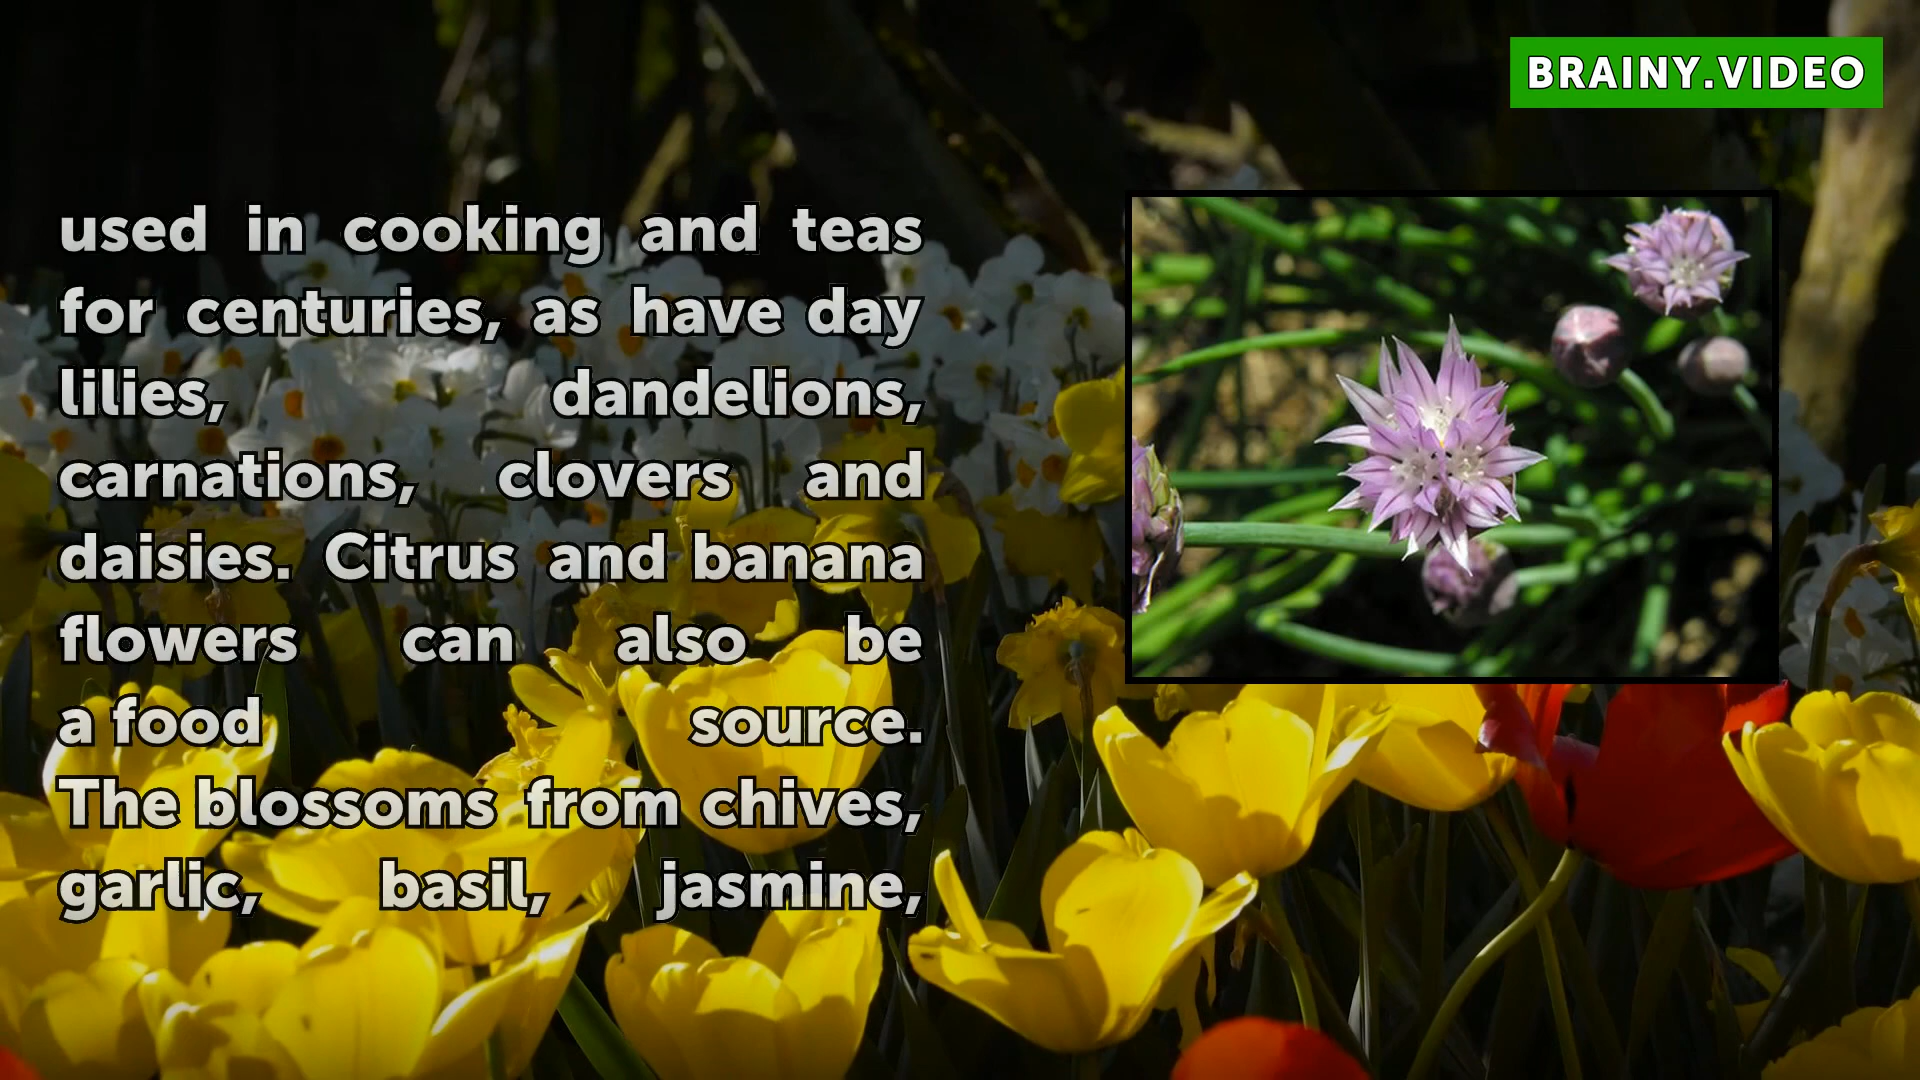 BRAINY.VIDEO
used in cooking and teas
for centuries, as have day
lilies, dandelions,
carnations, clovers and
daisies. Citrus and banana
flowers can also be
a food source.
The blossoms from chives,
garlic, basil, jasmine,